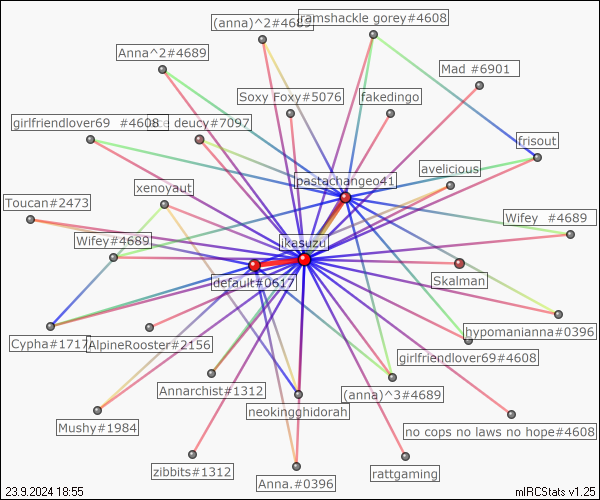 (anna)^2#4689
ramshackle gorey#4608
Anna^2#4689
Mad #6901
Soxy Foxy#5076
fakedingo
girlfriendlover69 #4608
deucy#7097
frisout
avelicious
pastachangeo41
xenoyaut
Toucan#2473
Wifey #4689
Wifey#4689
ikasuzu
Skalman
default#0617
hypomanianna#0396
Cypha#1717
AlpineRooster#2156
girlfriendlover69#4608
Annarchist#1312
(anna)^3#4689
neokingghidorah
Mushy#1984
no cops no laws no hope#4608
zibbits#1312
rattgaming
Anna.#0396
23.9.2024 18:55
mIRCStats v1.25